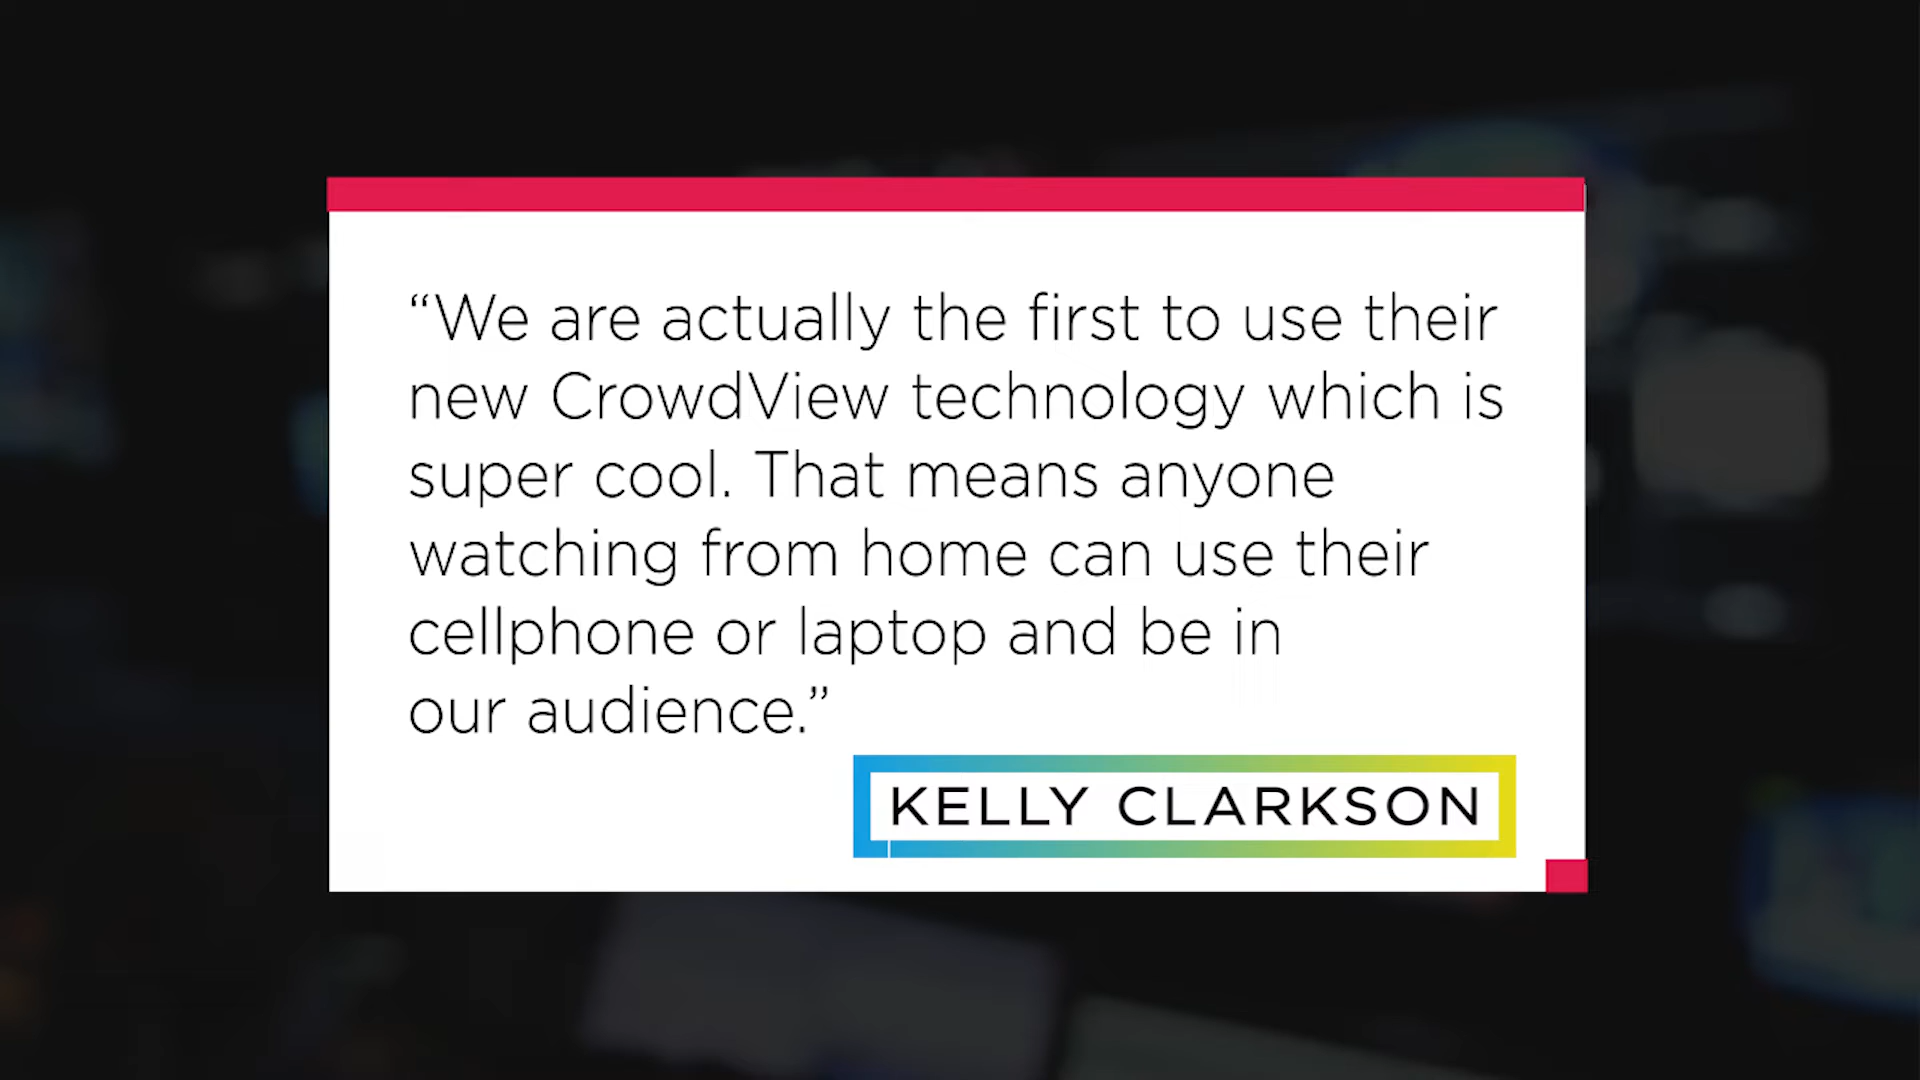 “We are actually the first to use their
new CrowdView technology which is
super cool. That means anyone
watching from home can use their
cellphone or laptop and be in
our audience.”
KELLY CLARKSON